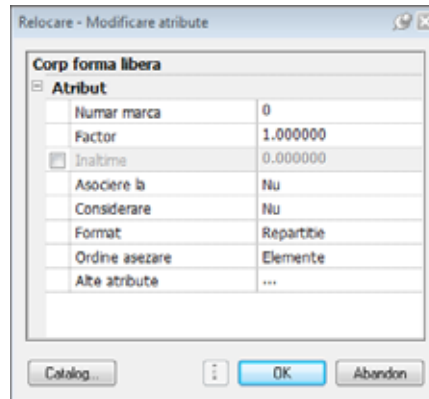 Relocare - Modificare atribute
Corp forma libera
Atribut
Numar marca 0
Factor 1.000000
Inaltime 0.000000
Asociere la Nu
Considerare Nu
Format Repartitie
Ordine asezare Elemente
Alte atribute ...
Catalog... OK Abandon